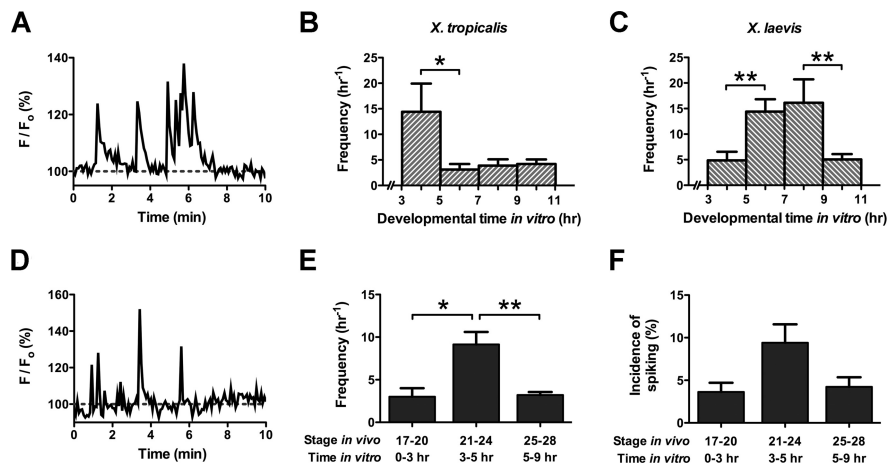 A
F / Fo (%)
140
120
100
0 2 4 6 8 10
Time (min)
B
X. tropicalis
Frequency (hr-1)
25
20
15
10
5
0
*
3 5 7 9 11
Developmental time in vitro (hr)
C
X. laevis
Frequency (hr-1)
25
20
15
10
5
0
** **
3 5 7 9 11
Developmental time in vitro (hr)
D
F / Fo (%)
160
140
120
100
0 2 4 6 8 10
Time (min)
E
Frequency (hr-1)
15
10
5
0
* **
Stage in vivo 17-20 21-24 25-28
Time in vitro 0-3 hr 3-5 hr 5-9 hr
F
Incidence of
spiking (%)
15
10
5
0
Stage in vivo 17-20 21-24 25-28
Time in vitro 0-3 hr 3-5 hr 5-9 hr